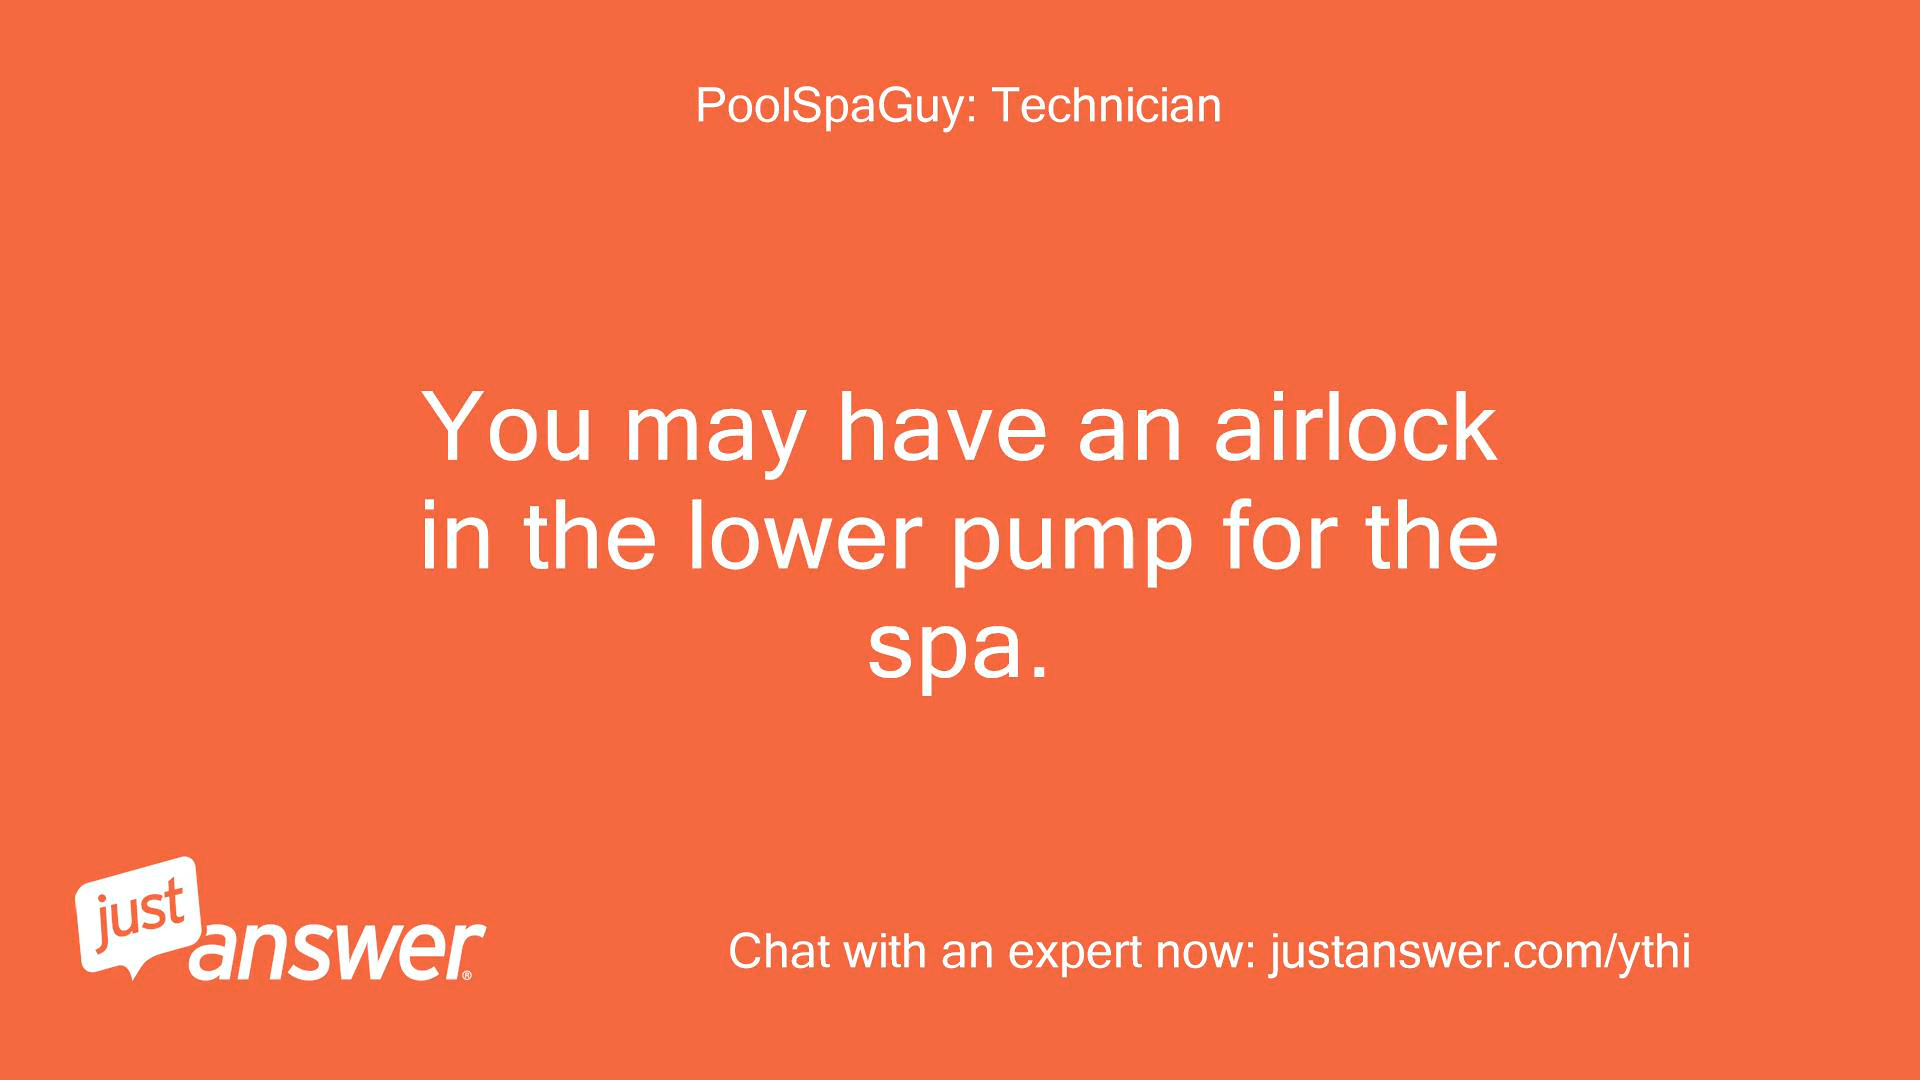 PoolSpaGuy: Technician
You may have an airlock
in the lower pump for the
spa.
just
answer®
Chat with an expert now: justanswer.com/ythi